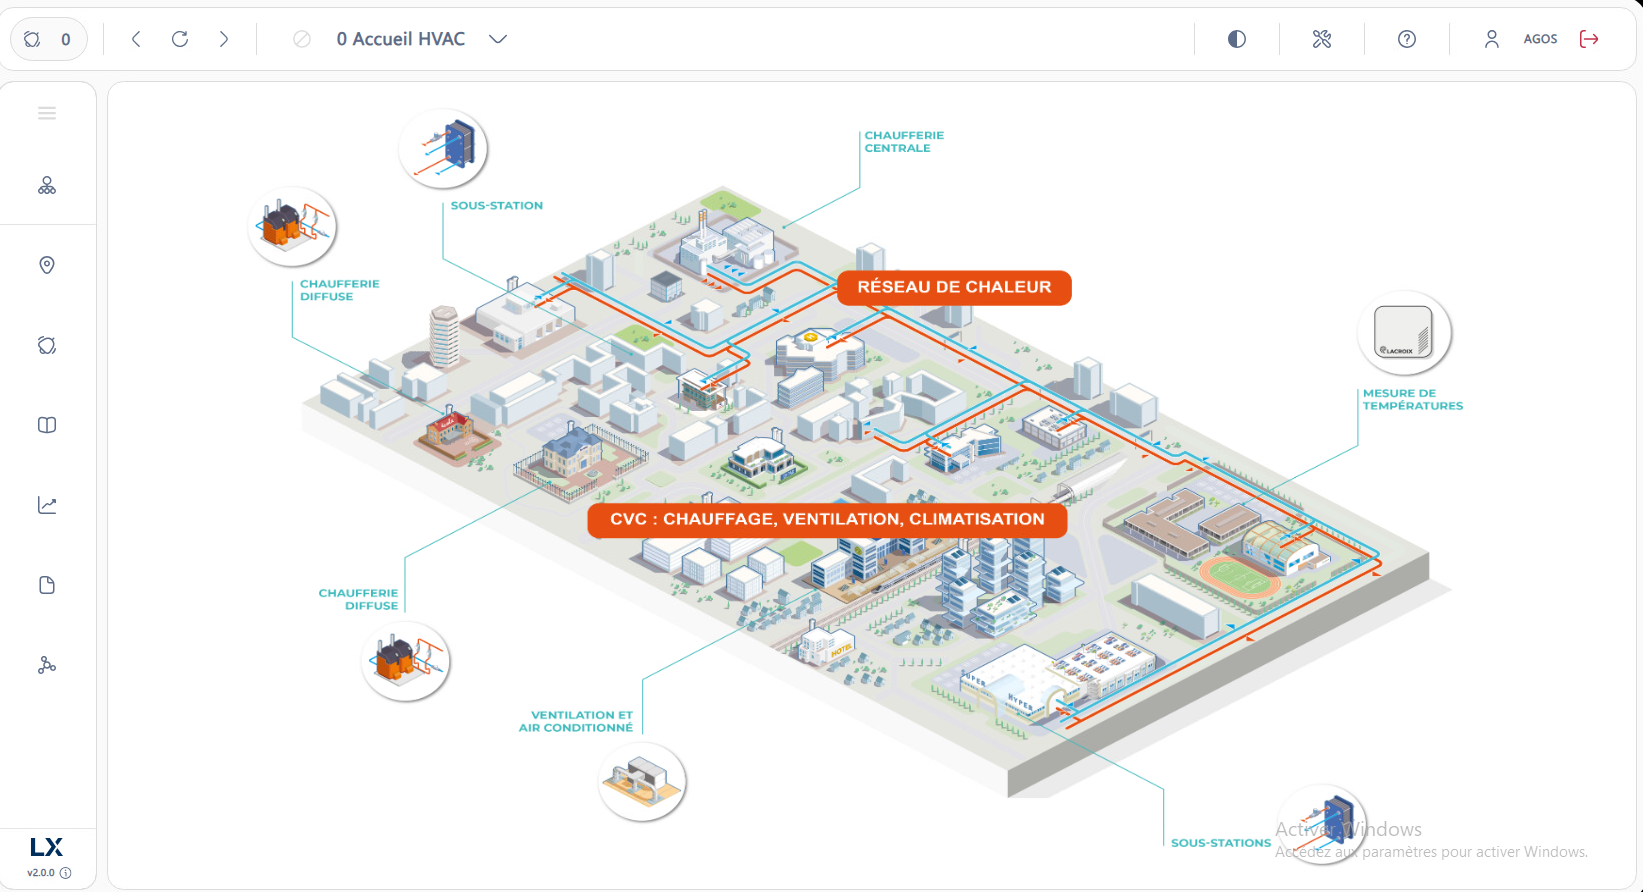 0
0 Accueil HVAC
AGOS
CHAUFFERIE
CENTRALE
SOUS-STATION
CHAUFFERIE
DIFFUSE
RÉSEAU DE CHALEUR
LACROIX
MESURE DE
TEMPÉRATURES
CVC : CHAUFFAGE, VENTILATION, CLIMATISATION
CHAUFFERIE
DIFFUSE
HOTEL
SUPER
HYPER
VENTILATION ET
AIR CONDITIONNÉ
SOUS-STATIONS
Activer Windows
Accédez aux paramètres pour activer Windows.
LX
v2.0.0